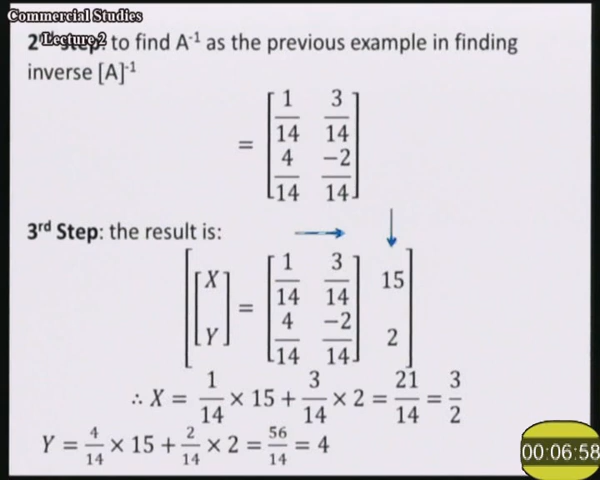 Commercial Studies
Lecture 2
2nd Step: to find A-1 as the previous example in finding
inverse [A]-1
= [1/14 3/14
4/14 -2/14]
3rd Step: the result is:
[[X Y] = [1/14 3/14
4/14 -2/14] 15
2]
∴ X = 1/14 × 15 + 3/14 × 2 = 21/14 = 3/2
Y = 4/14 × 15 + 2/14 × 2 = 56/14 = 4
00:06:58